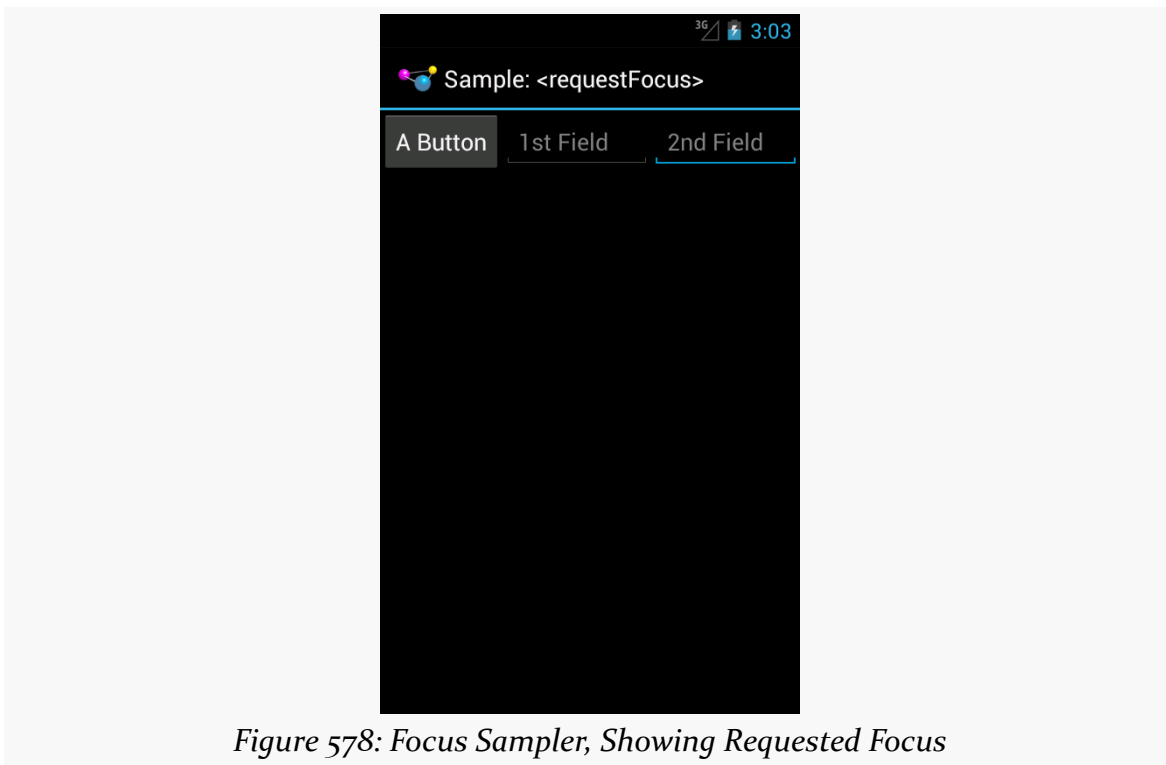 3G 3:03
Sample: <requestFocus>
A Button 1st Field 2nd Field
Figure 578: Focus Sampler, Showing Requested Focus